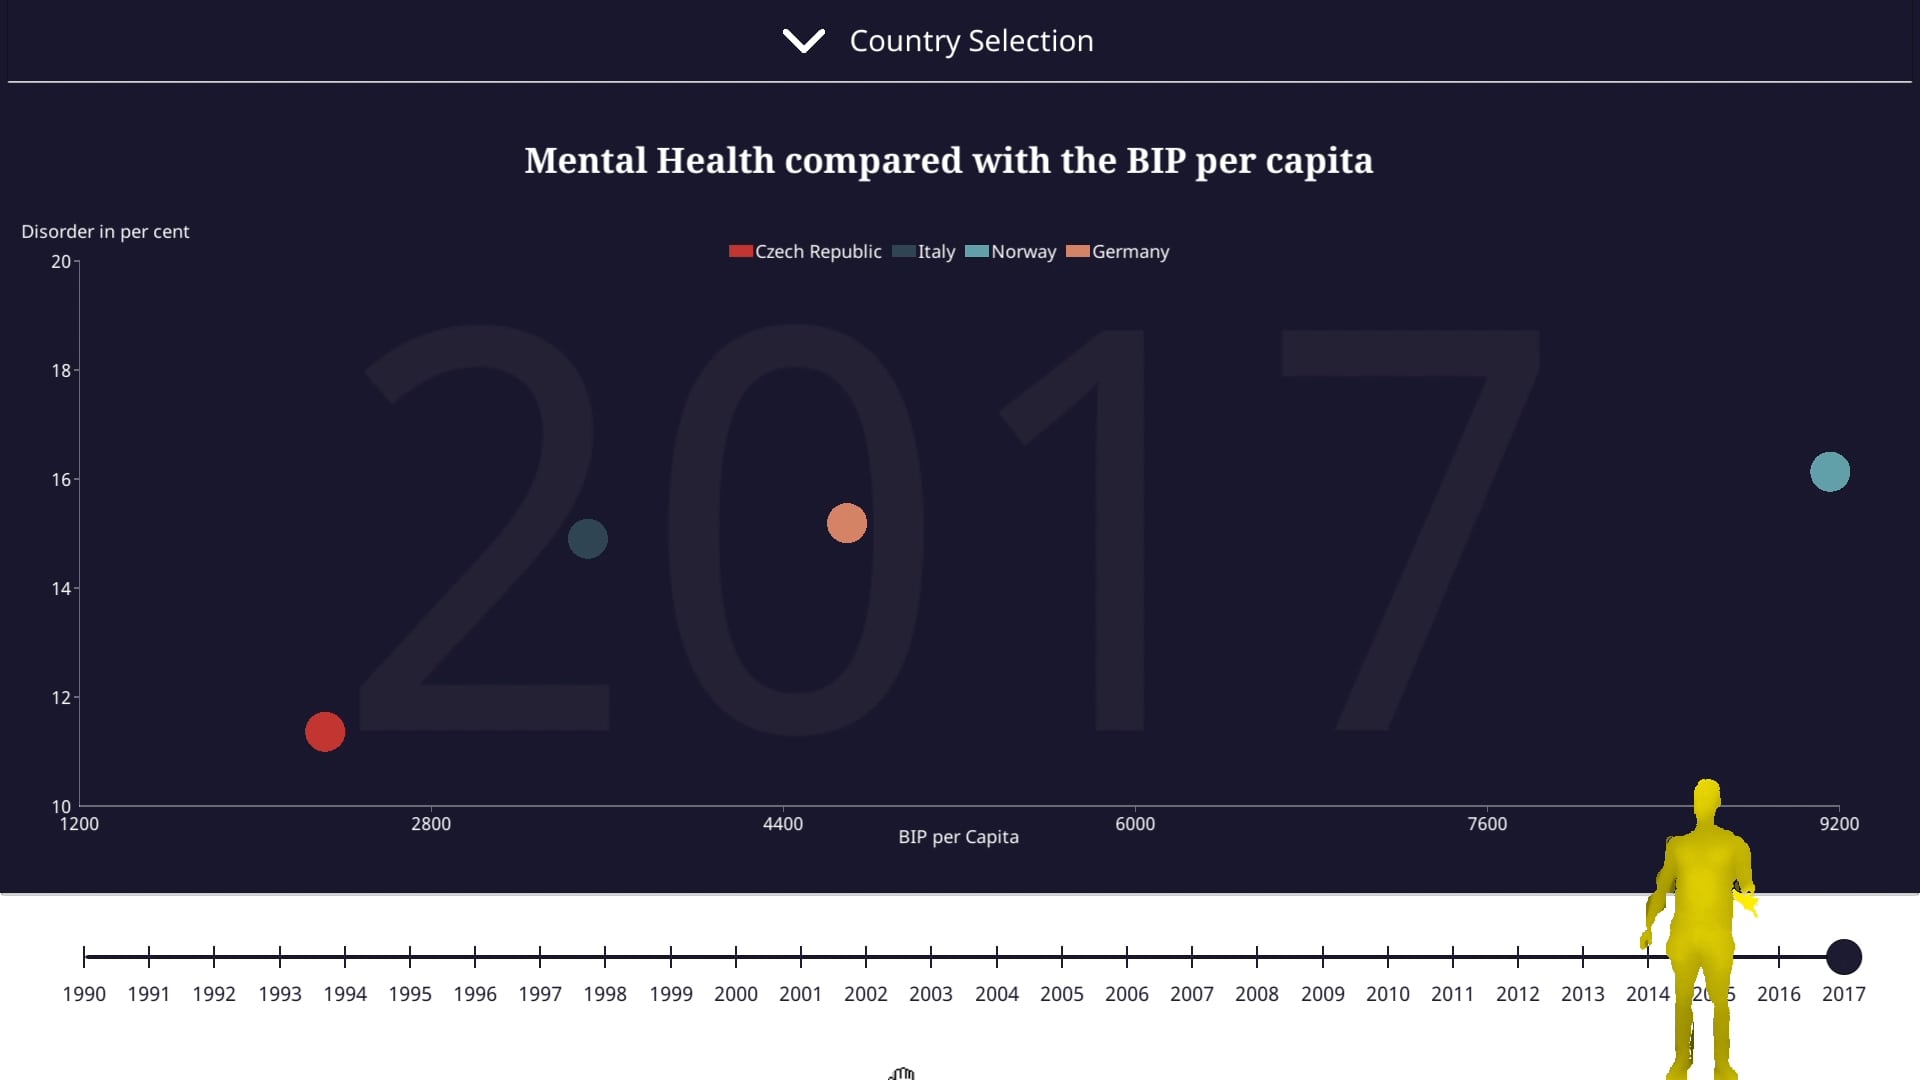 Country Selection
Mental Health compared with the BIP per capita
Disorder in per cent
Czech Republic Italy Norway Germany
20
18
16
14
12
10
2017
1200 2800 4400 6000 7600 9200
BIP per Capita
1990 1991 1992 1993 1994 1995 1996 1997 1998 1999 2000 2001 2002 2003 2004 2005 2006 2007 2008 2009 2010 2011 2012 2013 2014 2015 2016 2017